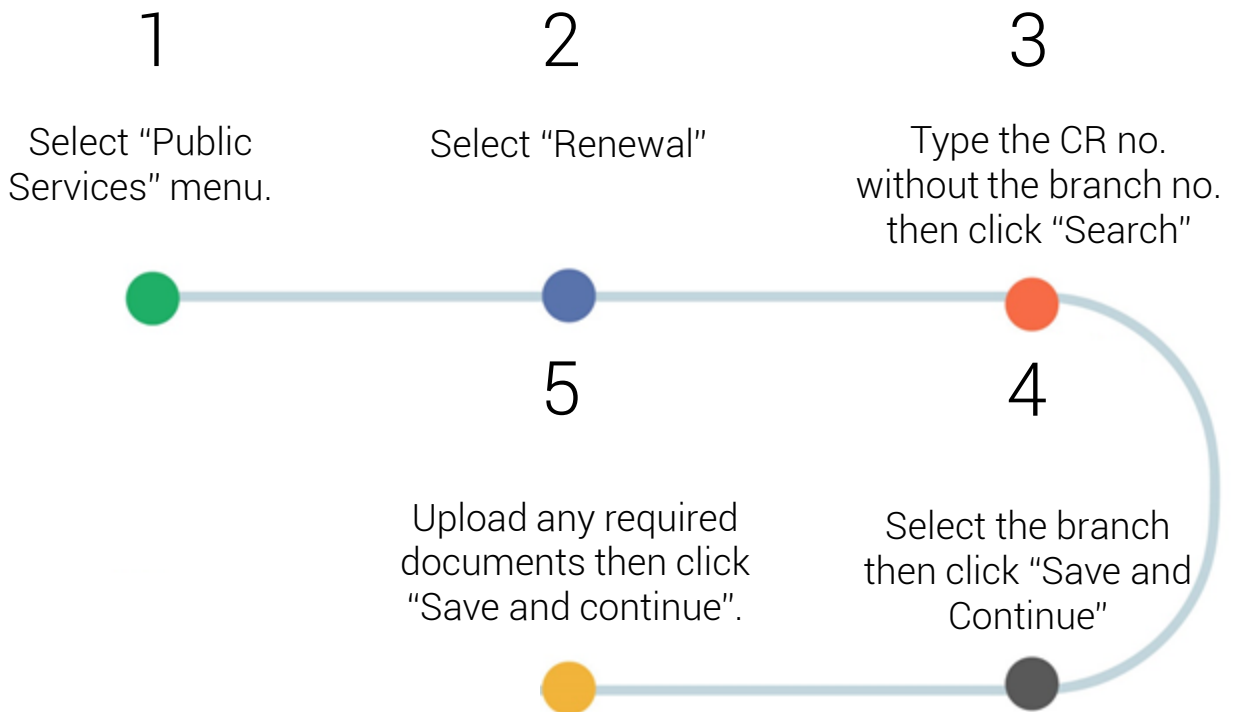 1
Select “Public
Services” menu.
2
Select “Renewal”
3
Type the CR no.
without the branch no.
then click “Search”
4
Select the branch
then click “Save and
Continue”
5
Upload any required
documents then click
“Save and continue”.